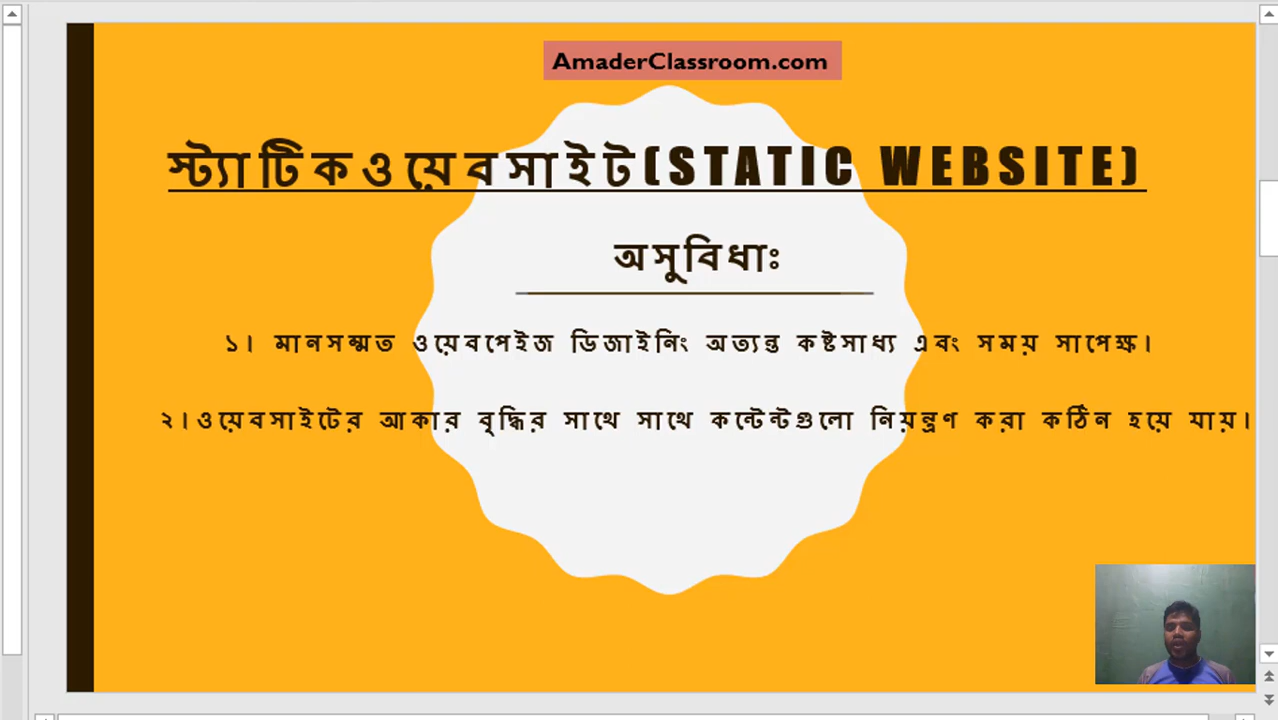 AmaderClassroom.com
স্ট্যাটিক ওয়েবসাইট(STATIC WEBSITE)
অসুবিধাঃ
১। মানসম্মত ওয়েবপেইজ ডিজাইনিং অত্যন্ত কষ্টসাধ্য এবং সময় সাপেক্ষ।
২।ওয়েবসাইটের আকার বৃদ্ধির সাথে সাথে কন্টেন্টগুলো নিয়ন্ত্রণ করা কঠিন হয়ে যায়।